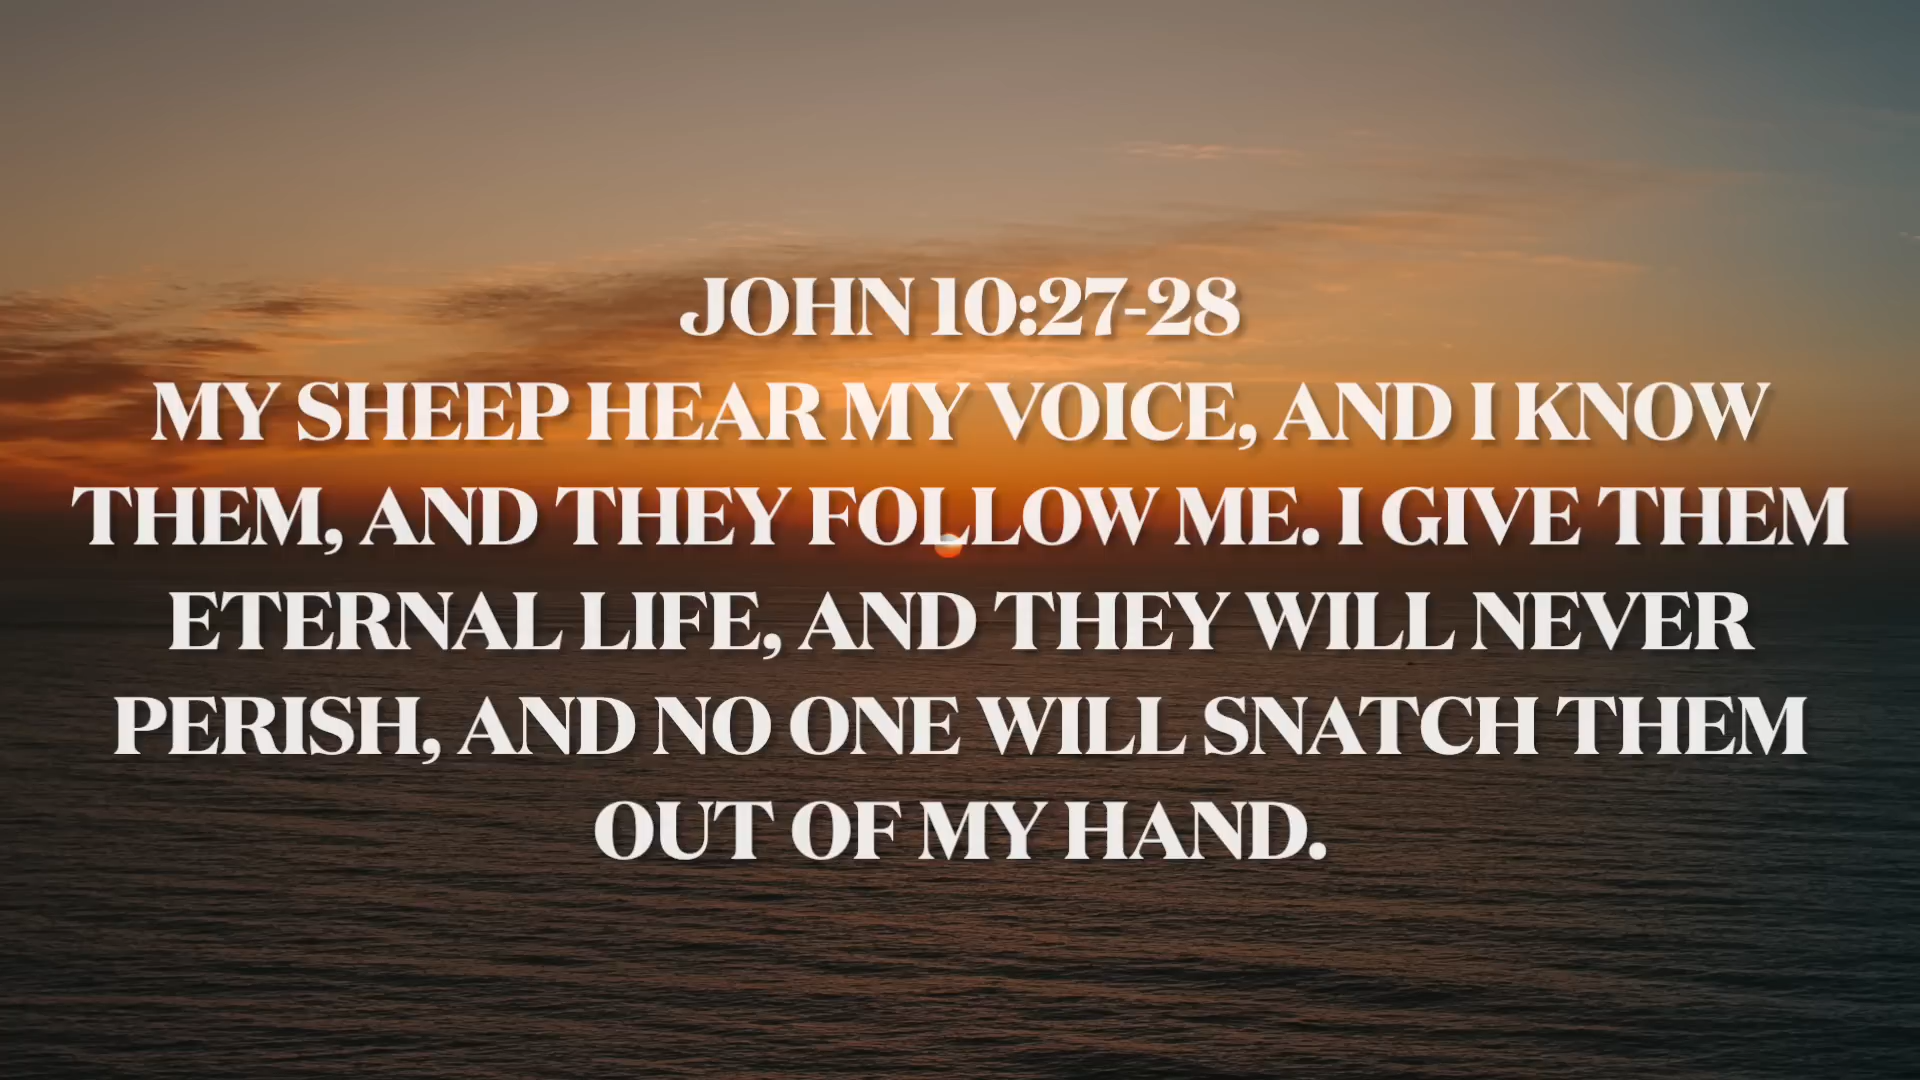 JOHN 10:27-28
MY SHEEP HEAR MY VOICE, AND I KNOW
THEM, AND THEY FOLLOW ME. I GIVE THEM
ETERNAL LIFE, AND THEY WILL NEVER
PERISH, AND NO ONE WILL SNATCH THEM
OUT OF MY HAND.